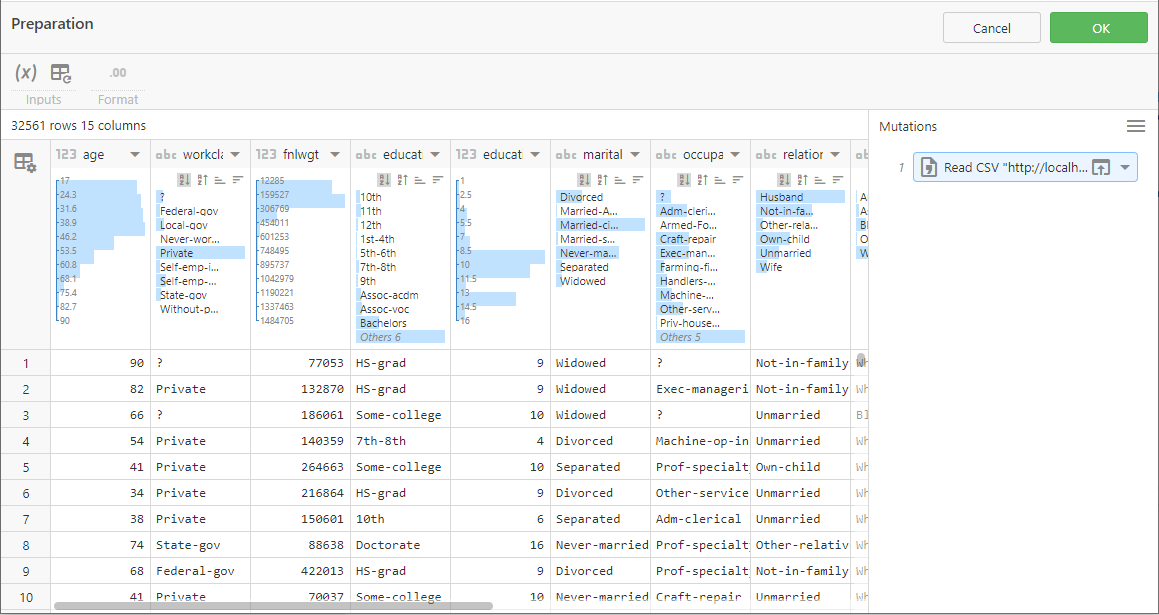 Preparation
Cancel OK
(x) .00
Inputs Format
32561 rows 15 columns
Mutations
123 age abc workcla 123 fnlwgt abc educati 123 educat abc marital abc occupa abc relation ab
1 Read CSV "http://localh...
17
24.3
31.6
38.9
46.2
53.5
60.8
68.1
75.4
82.7
90
?
Federal-gov
Local-gov
Never-wor...
Private
Self-emp-i...
Self-emp-...
State-gov
Without-p...
12285
159527
306769
454011
601253
748495
895737
1042979
1190221
1337463
1484705
10th
11th
12th
1st-4th
5th-6th
7th-8th
9th
Assoc-acdm
Assoc-voc
Bachelors
Others 6
1
2.5
4
5.5
7
8.5
10
11.5
13
14.5
16
Divorced
Married-A...
Married-ci...
Married-s...
Never-ma...
Separated
Widowed
?
Adm-cleri...
Armed-Fo...
Craft-repair
Exec-man...
Farming-fi...
Handlers-...
Machine-...
Other-serv...
Priv-house...
Others 5
Husband
Not-in-fa...
Other-rela...
Own-child
Unmarried
Wife
A
A
B
O
W
1 90 ? 77053 HS-grad 9 Widowed ? Not-in-family Wh
2 82 Private 132870 HS-grad 9 Widowed Exec-manageri Not-in-family Wh
3 66 ? 186061 Some-college 10 Widowed ? Unmarried Bl
4 54 Private 140359 7th-8th 4 Divorced Machine-op-in Unmarried Wh
5 41 Private 264663 Some-college 10 Separated Prof-specialt Own-child Wh
6 34 Private 216864 HS-grad 9 Divorced Other-service Unmarried Wh
7 38 Private 150601 10th 6 Separated Adm-clerical Unmarried Wh
8 74 State-gov 88638 Doctorate 16 Never-married Prof-specialt Other-relativ Wh
9 68 Federal-gov 422013 HS-grad 9 Divorced Prof-specialt Not-in-family Wh
10 41 Private 70037 Some-college 10 Never-married Craft-repair Unmarried Wh